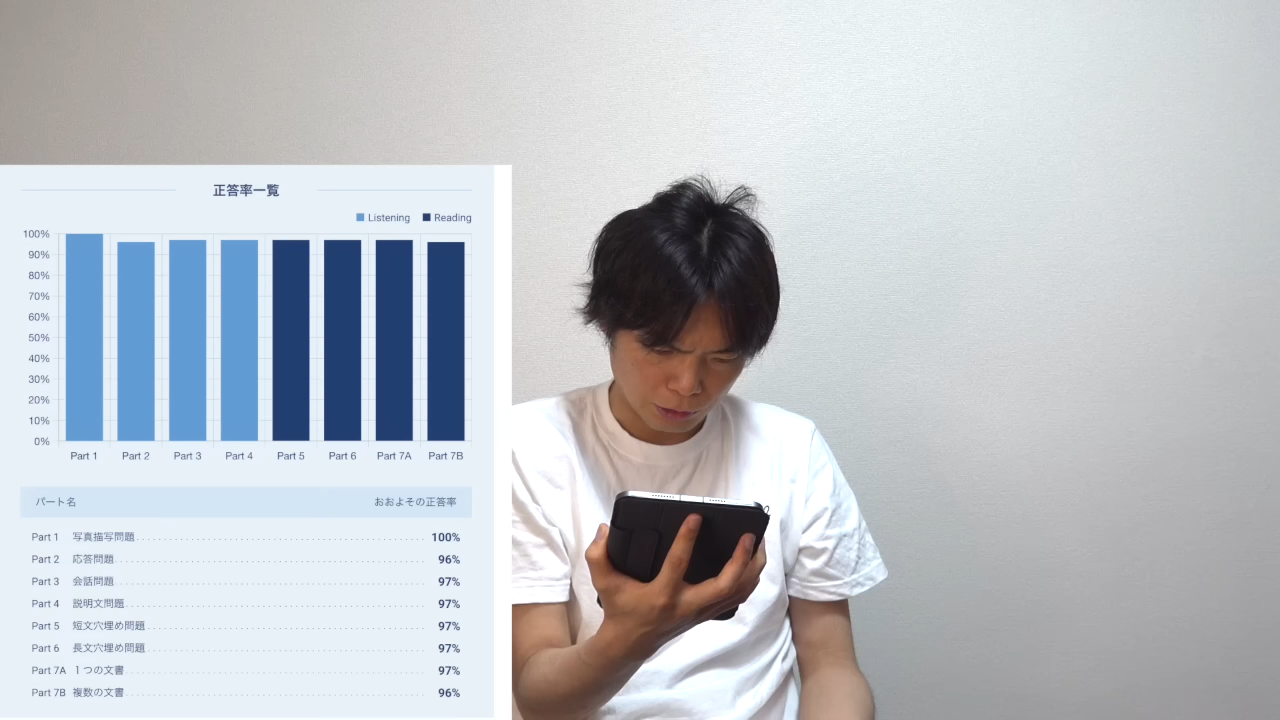 正答率一覧
Listening Reading
100%
90%
80%
70%
60%
50%
40%
30%
20%
10%
0%
Part 1 Part 2 Part 3 Part 4 Part 5 Part 6 Part 7A Part 7B
パート名 おおよその正答率
Part 1 写真描写問題 100%
Part 2 応答問題 96%
Part 3 会話問題 97%
Part 4 説明文問題 97%
Part 5 短文穴埋め問題 97%
Part 6 長文穴埋め問題 97%
Part 7A 1つの文書 97%
Part 7B 複数の文書 96%